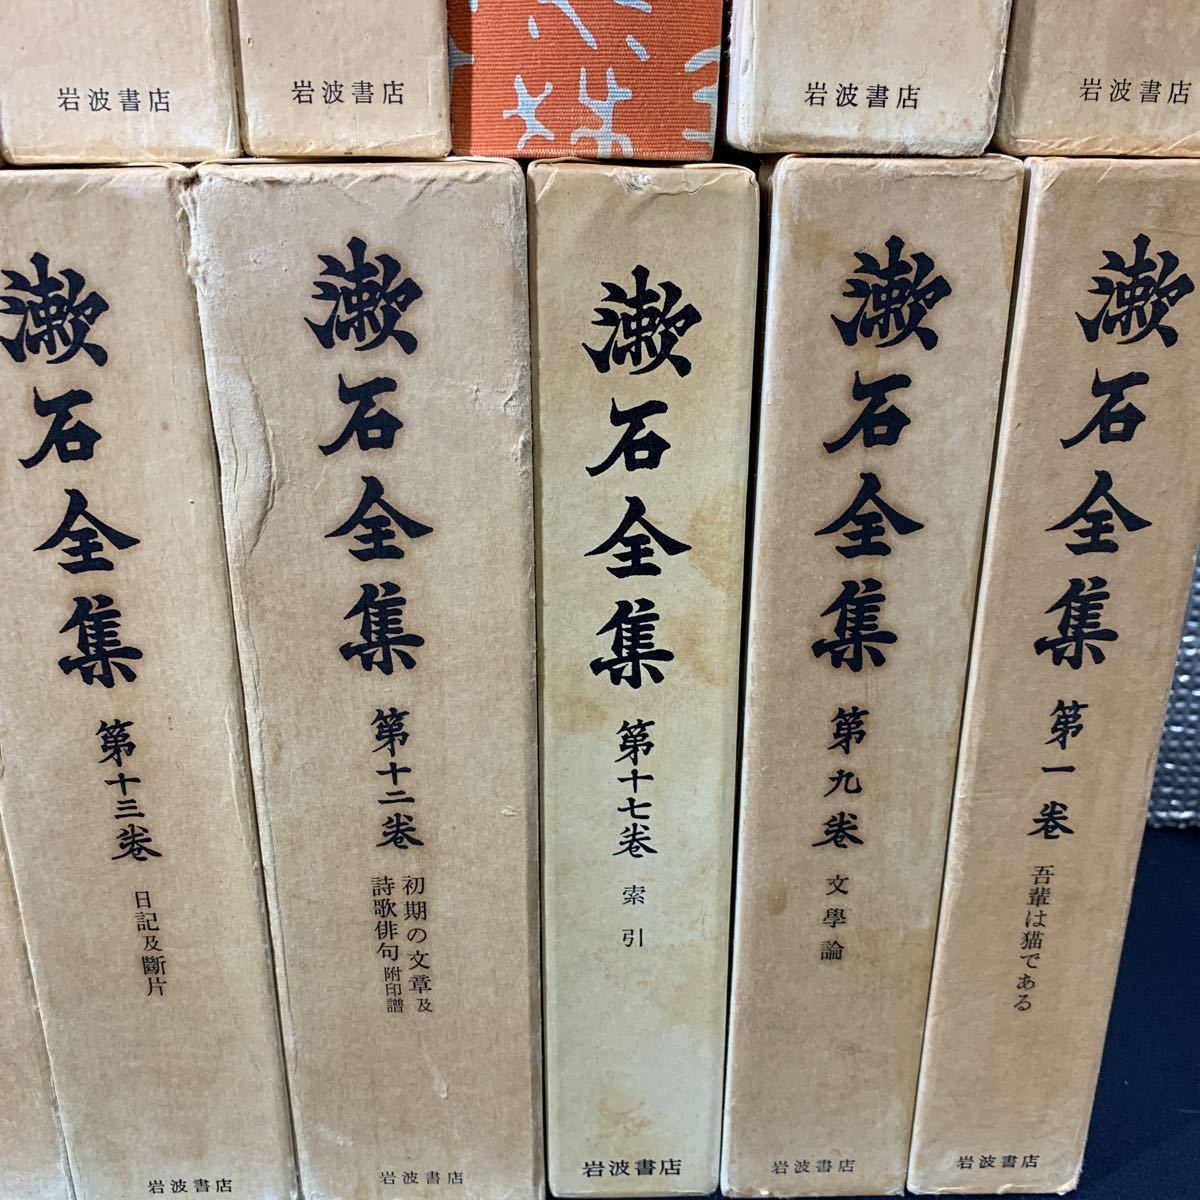 岩波書店
岩波書店
岩波書店
岩波書店
漱石全集 第十三巻
日記及斷片
岩波書店
漱石全集 第十二巻
初期の文章及
詩歌俳句 附印譜
岩波書店
漱石全集 第十七巻
索引
岩波書店
漱石全集 第九巻
文學論
岩波書店
漱石全集 第一巻
吾輩は猫である
岩波書店